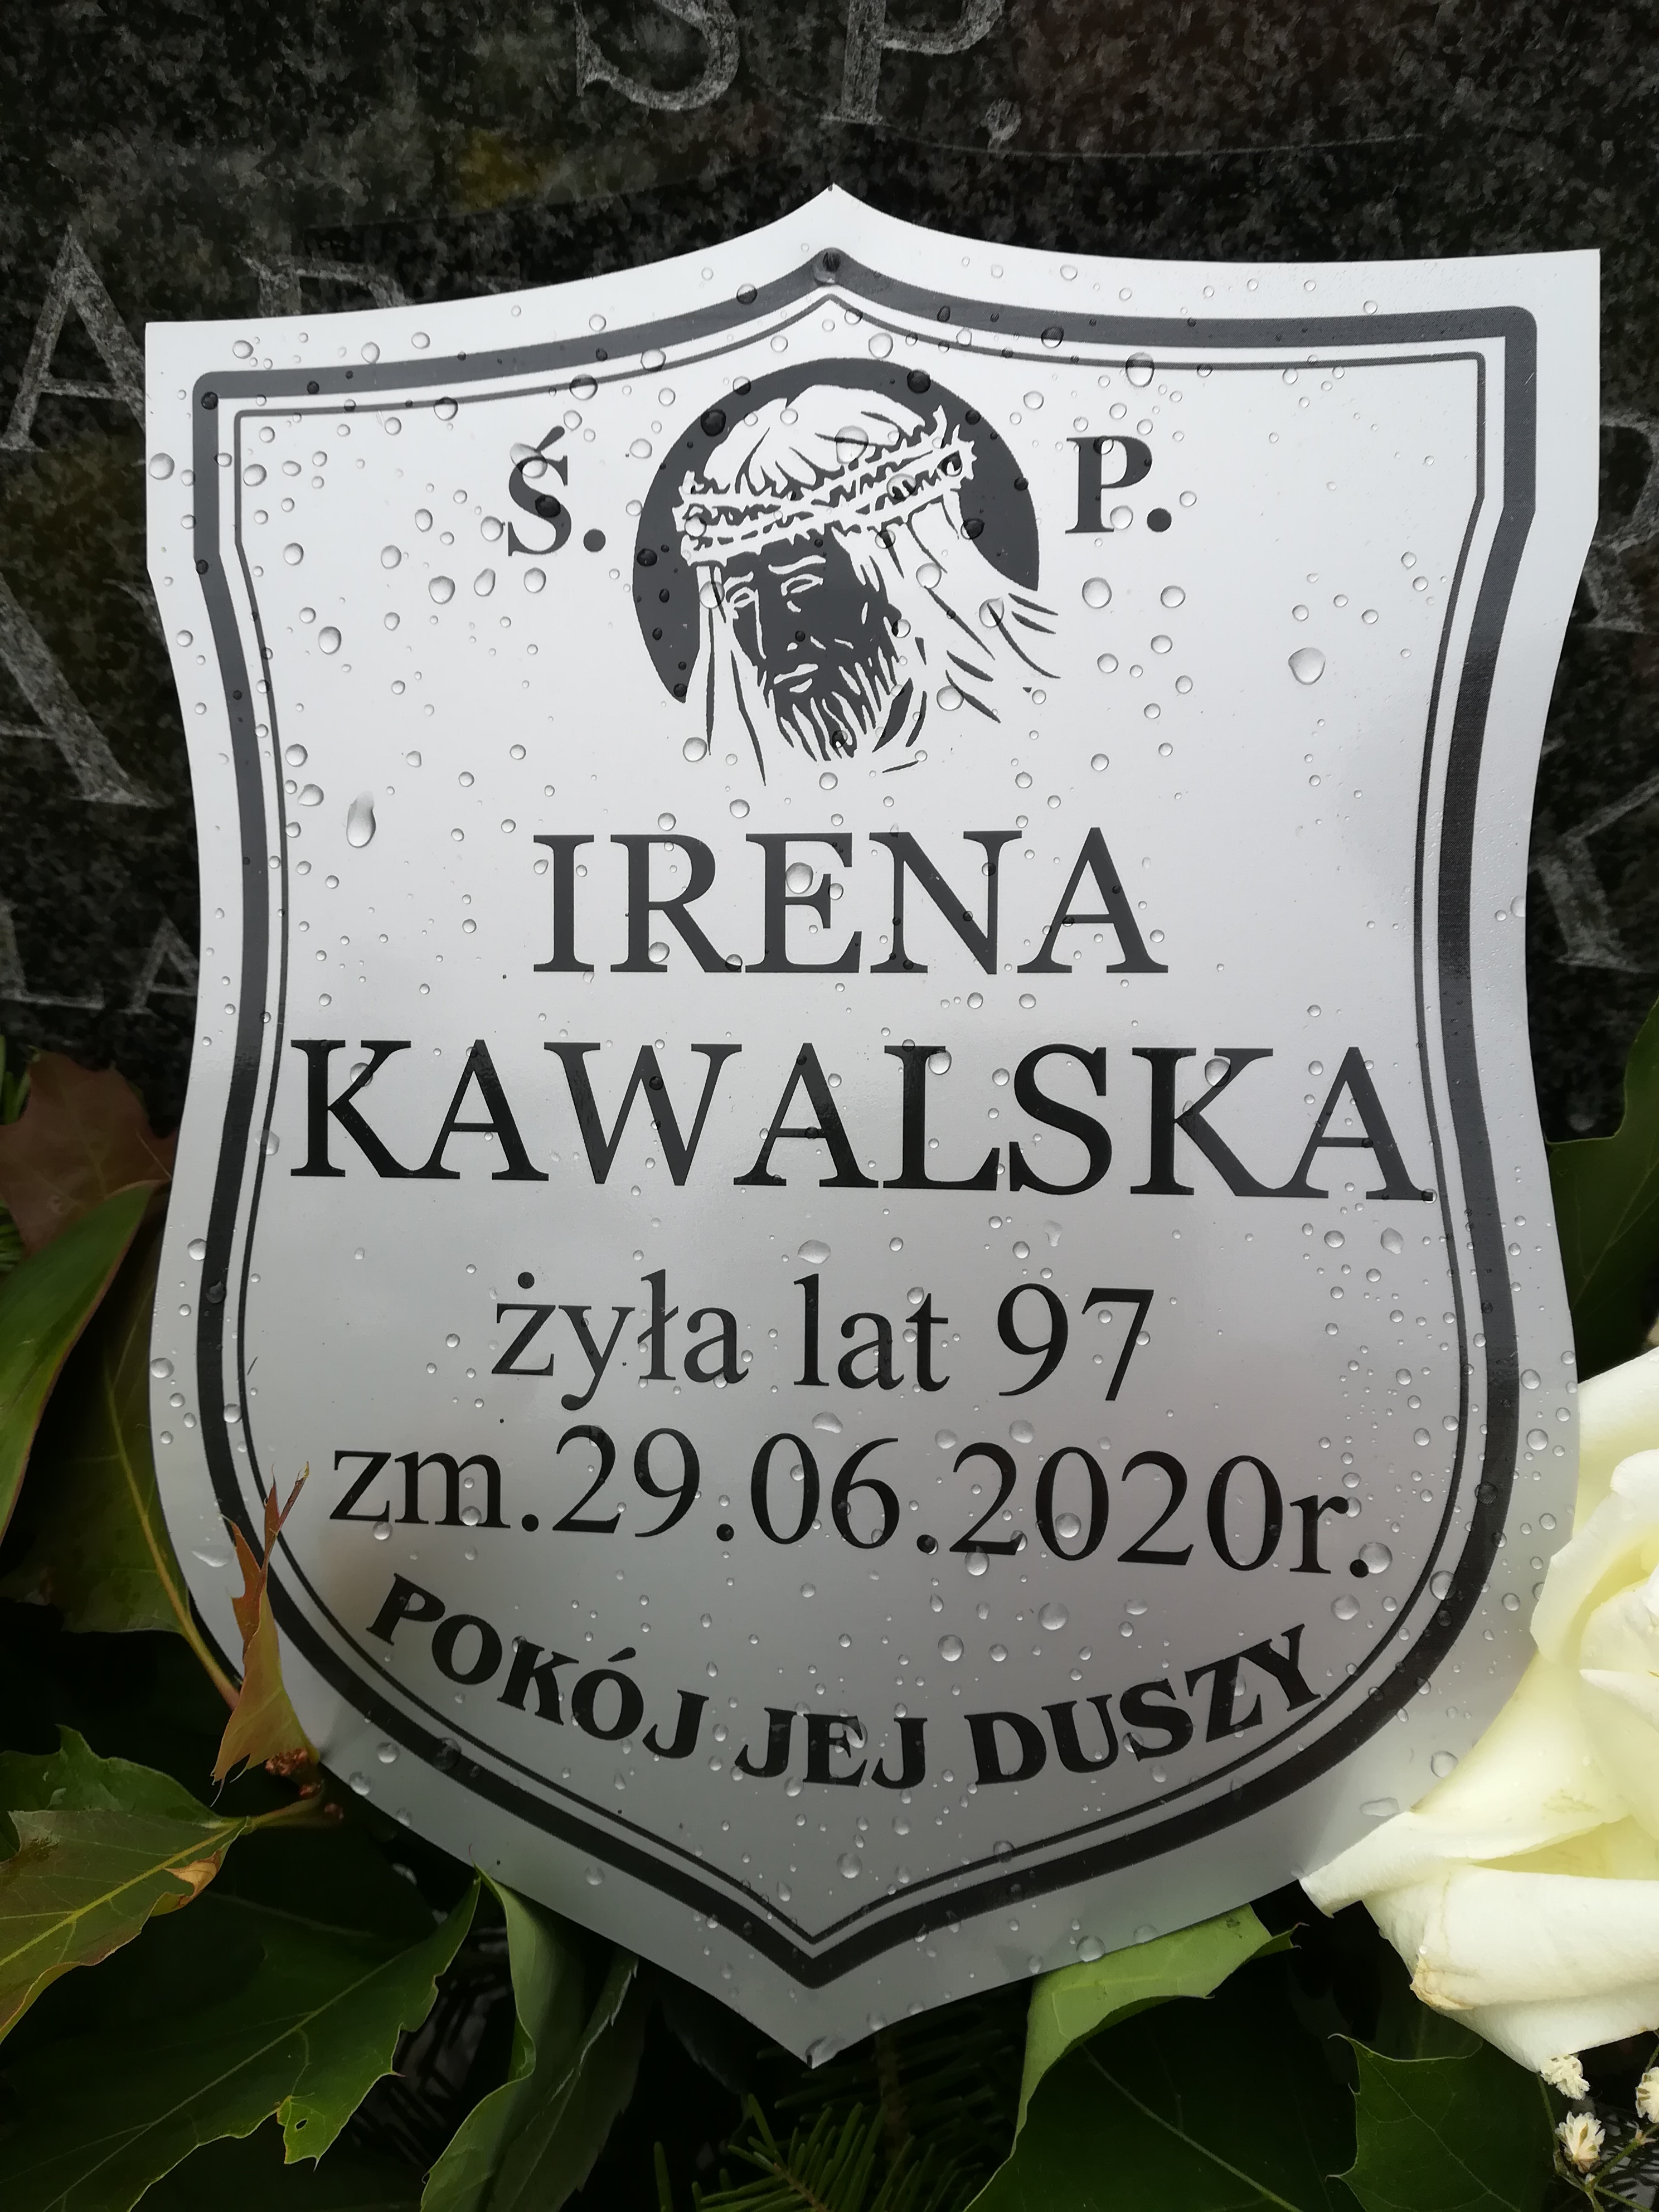 Ś. P.
IRENA
KAWALSKA
żyła lat 97
zm.29.06.2020r.
POKÓJ JEJ DUSZY